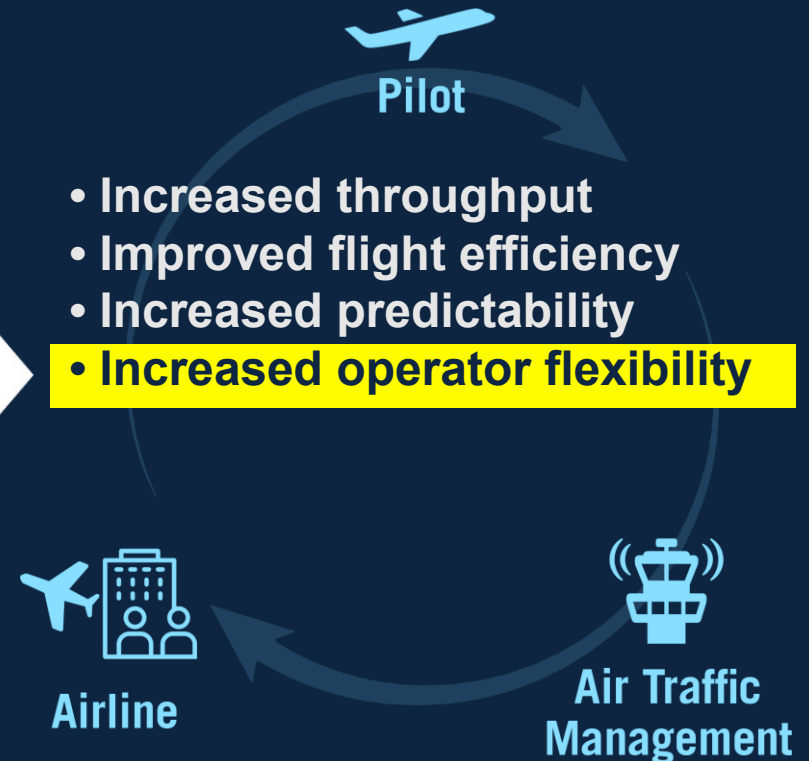 Pilot
• Increased throughput
• Improved flight efficiency
• Increased predictability
• Increased operator flexibility
Airline
Air Traffic
Management